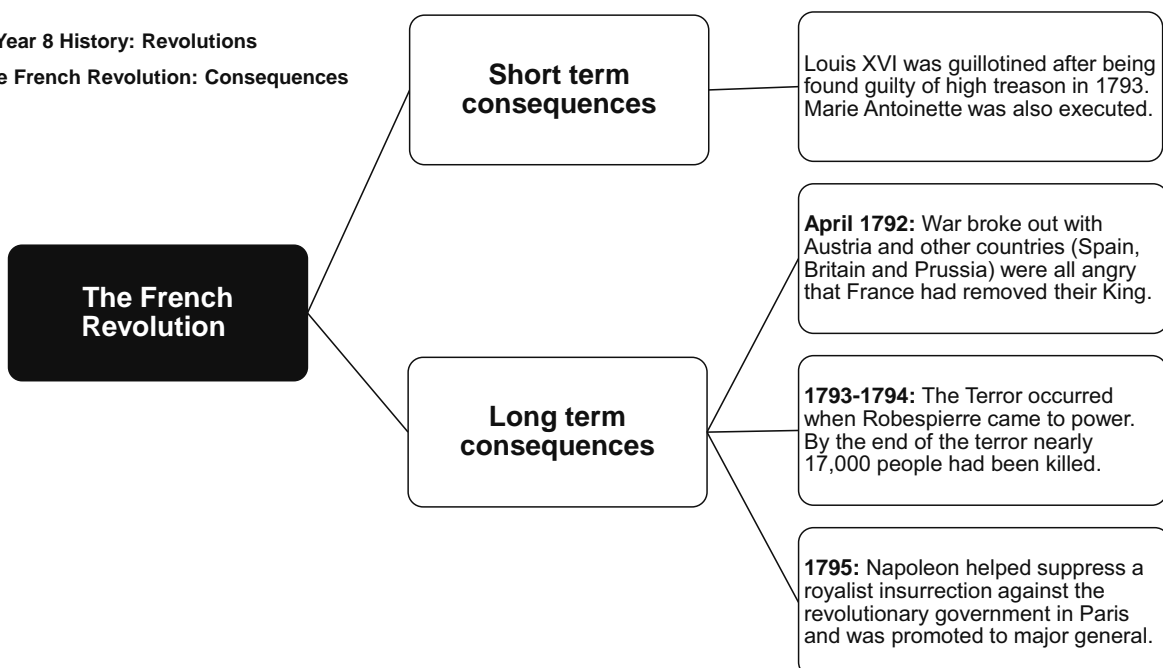 Year 8 History: Revolutions
e French Revolution: Consequences
The French
Revolution
Short term
consequences
Louis XVI was guillotined after being
found guilty of high treason in 1793.
Marie Antoinette was also executed.
Long term
consequences
April 1792: War broke out with
Austria and other countries (Spain,
Britain and Prussia) were all angry
that France had removed their King.
1793-1794: The Terror occurred
when Robespierre came to power.
By the end of the terror nearly
17,000 people had been killed.
1795: Napoleon helped suppress a
royalist insurrection against the
revolutionary government in Paris
and was promoted to major general.